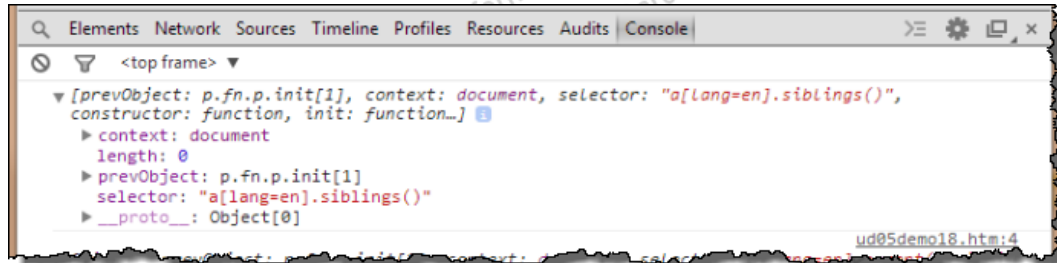 Elements Network Sources Timeline Profiles Resources Audits Console
<top frame> ▼
▼ [prevObject: p.fn.p.init[1], context: document, selector: "a[lang=en].siblings()",
constructor: function, init: function…]
▶ context: document
length: 0
▶ prevObject: p.fn.p.init[1]
selector: "a[lang=en].siblings()"
▶ __proto__: Object[0]
ud05demo18.htm:4